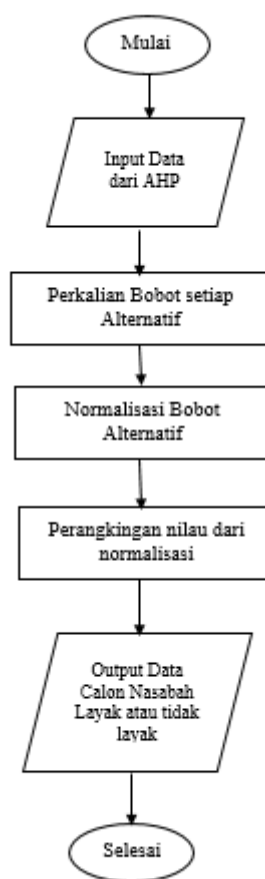 Mulai
Input Data
dari AHP
Perkalian Bobot setiap
Alternatif
Normalisasi Bobot
Alternatif
Perangkingan nilau dari
normalisasi
Output Data
Calon Nasabah
Layak atau tidak
layak
Selesai